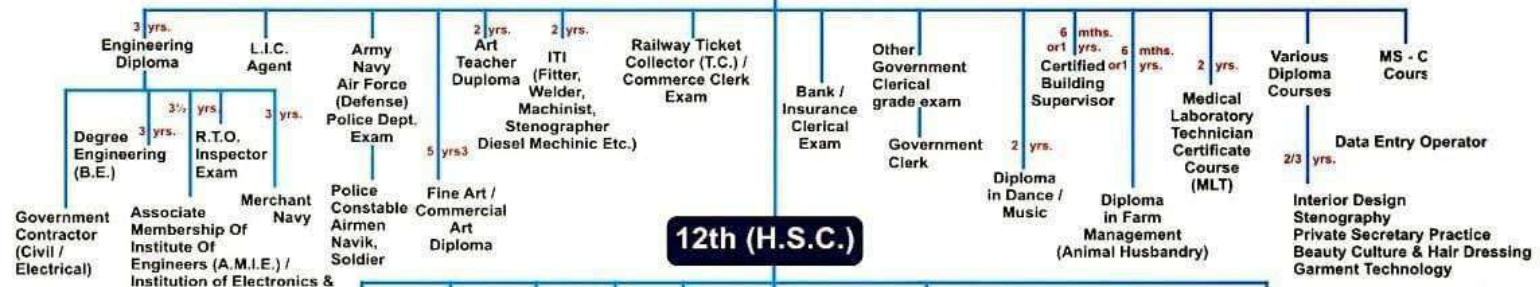 3 yrs.
Engineering
Diploma
L.I.C.
Agent
Army
Navy
Air Force
(Defense)
Police Dept.
Exam
2 yrs.
Art
Teacher
Duploma
2 yrs.
ITI
(Fitter,
Welder,
Machinist,
Stenographer
Diesel Mechinic Etc.)
Railway Ticket
Collector (T.C.) /
Commerce Clerk
Exam
Bank /
Insurance
Clerical
Exam
Other
Government
Clerical
grade exam
Government
Clerk
6 mths.
or1 yrs.
Certified
Building
Supervisor
6 mths.
or1 yrs.
2 yrs.
Medical
Laboratory
Technician
Certificate
Course
(MLT)
Various
Diploma
Courses
MS - C
Cours
Data Entry Operator
Degree
Engineering
(B.E.)
3 yrs.
3½ yrs.
R.T.O.
Inspector
Exam
3 yrs.
Merchant
Navy
Government
Contractor
(Civil /
Electrical)
Associate
Membership Of
Institute Of
Engineers (A.M.I.E.) /
Institution of Electronics &
Police
Constable
Airmen
Navik,
Soldier
5 yrs3
Fine Art /
Commercial
Art
Diploma
12th (H.S.C.)
2 yrs.
Diploma
in Dance /
Music
Diploma
in Farm
Management
(Animal Husbandry)
2/3 yrs.
Interior Design
Stenography
Private Secretary Practice
Beauty Culture & Hair Dressing
Garment Technology